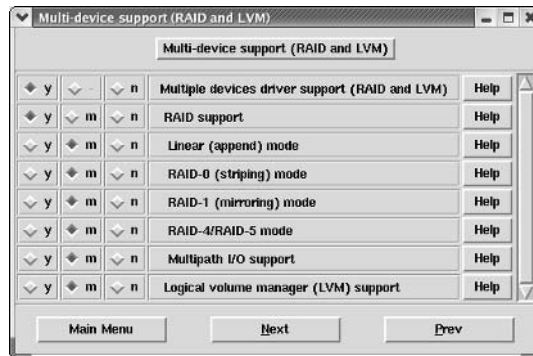 Multi-device support (RAID and LVM)
Multi-device support (RAID and LVM)
y - n Multiple devices driver support (RAID and LVM) Help
y m n RAID support Help
y m n Linear (append) mode Help
y m n RAID-0 (striping) mode Help
y m n RAID-1 (mirroring) mode Help
y m n RAID-4/RAID-5 mode Help
y m n Multipath I/O support Help
y m n Logical volume manager (LVM) support Help
Main Menu Next Prev